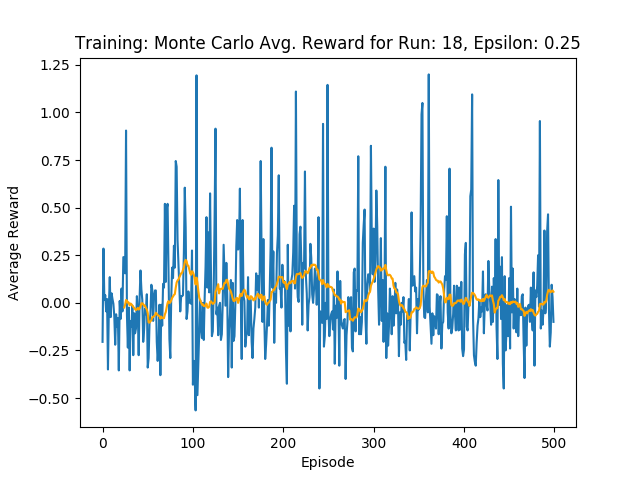 Training: Monte Carlo Avg. Reward for Run: 18, Epsilon: 0.25
1.25
1.00
0.75
0.50
0.25
0.00
−0.25
−0.50
Average Reward
0 100 200 300 400 500
Episode